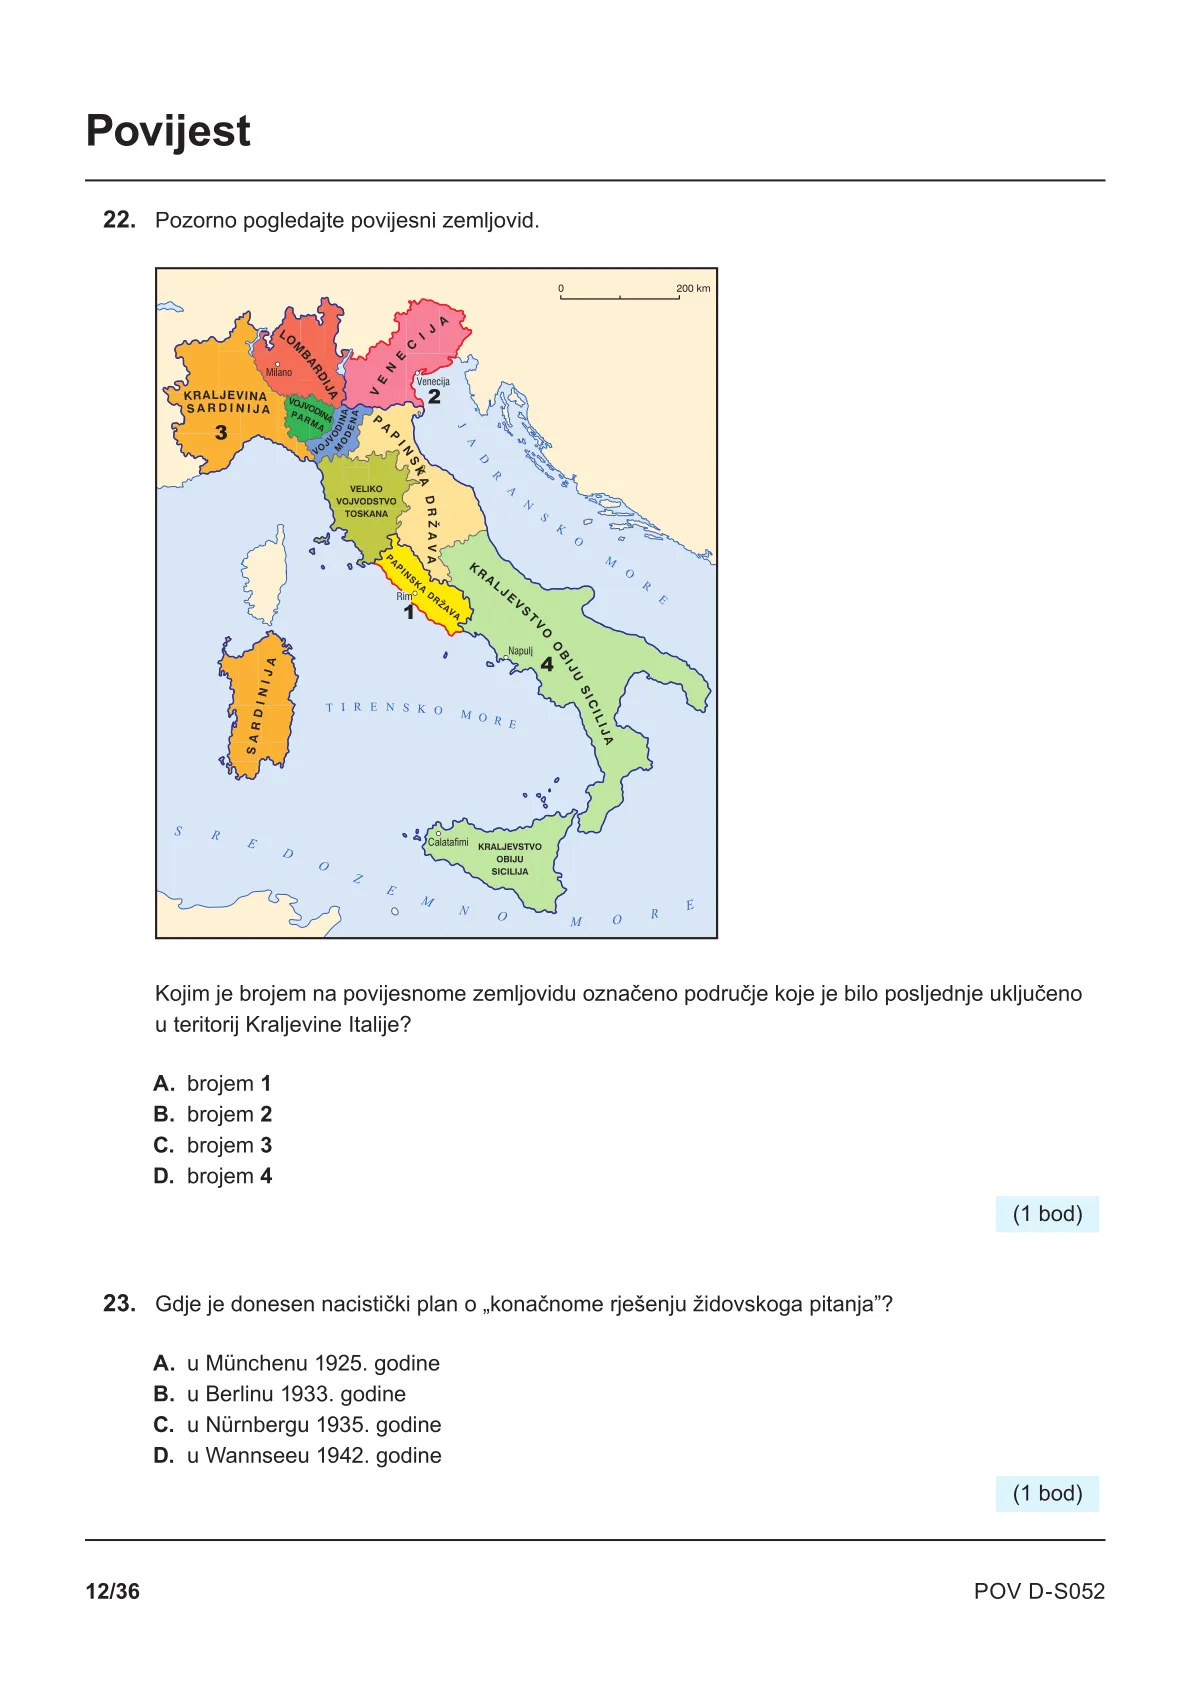 Povijest
22. Pozorno pogledajte povijesni zemljovid.
0 200 km
LOMBARDIJA
Milano
VENECIJA
Venecija
2
KRALJEVINA
SARDINIJA
3
VOJVODINA
PARMA
VOJVODINA
MODENA
PAPINSKA DRŽAVA
VELIKO
VOJVODSTVO
TOSKANA
JADRANSKO MORE
PAPINSKA DRŽAVA
Rim
1
KRALJEVSTVO OBIJU SICILIJA
Napulj
4
SARDINIJA
TIRENSKO MORE
Calatafimi
KRALJEVSTVO
OBIJU
SICILIJA
SREDOZEMNO MORE
Kojim je brojem na povijesnome zemljovidu označeno područje koje je bilo posljednje uključeno
u teritorij Kraljevine Italije?
A. brojem 1
B. brojem 2
C. brojem 3
D. brojem 4
(1 bod)
23. Gdje je donesen nacistički plan o „konačnome rješenju židovskoga pitanja”?
A. u Münchenu 1925. godine
B. u Berlinu 1933. godine
C. u Nürnbergu 1935. godine
D. u Wannseeu 1942. godine
(1 bod)
12/36
POV D-S052